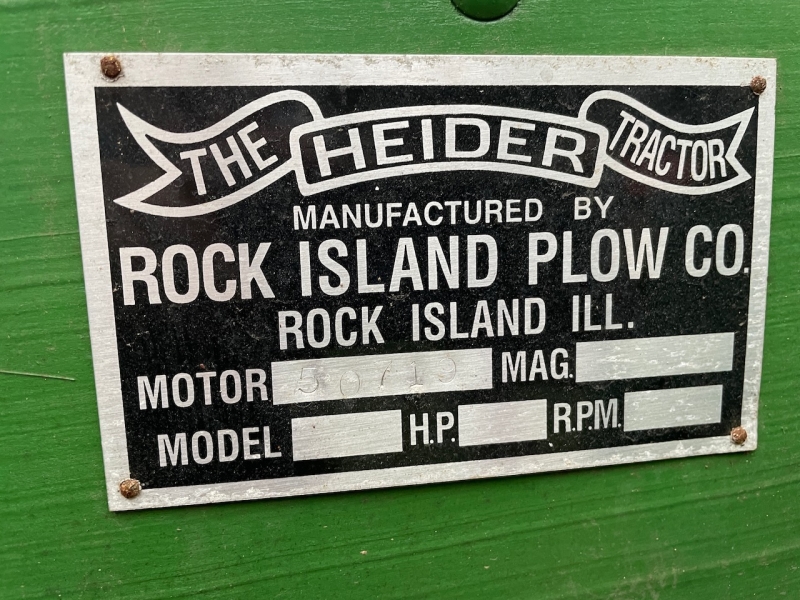 THE HEIDER TRACTOR
MANUFACTURED BY
ROCK ISLAND PLOW CO.
ROCK ISLAND ILL.
MOTOR MAG.
MODEL H.P. R.P.M.